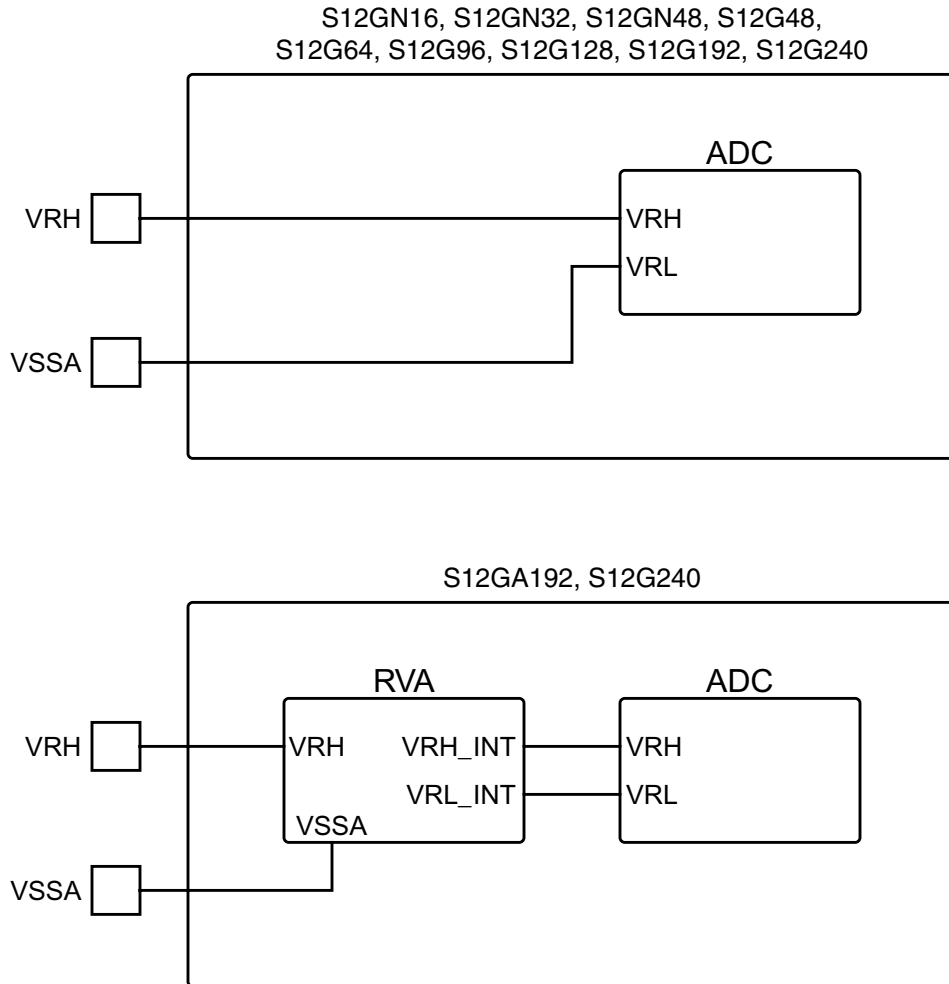 S12GN16, S12GN32, S12GN48, S12G48,
S12G64, S12G96, S12G128, S12G192, S12G240
ADC
VRH
VRH
VRL
VSSA
S12GA192, S12G240
RVA
ADC
VRH
VRH
VRH_INT
VRH
VRL_INT
VRL
VSSA
VSSA